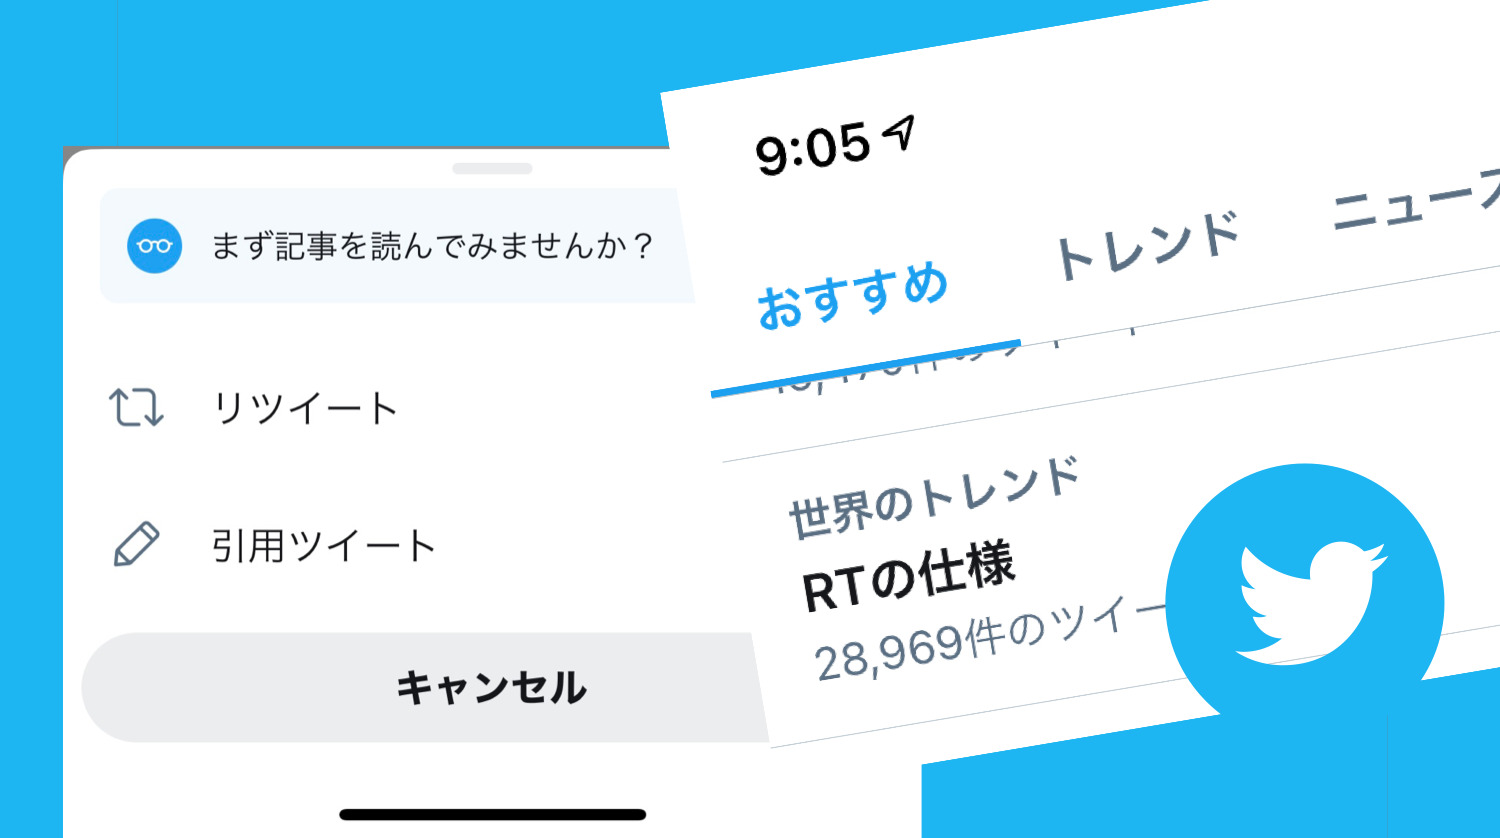 まず記事を読んでみませんか？
リツイート
引用ツイート
キャンセル
9:05
おすすめ
トレンド
ニュース
世界のトレンド
RTの仕様
28,969件のツイー